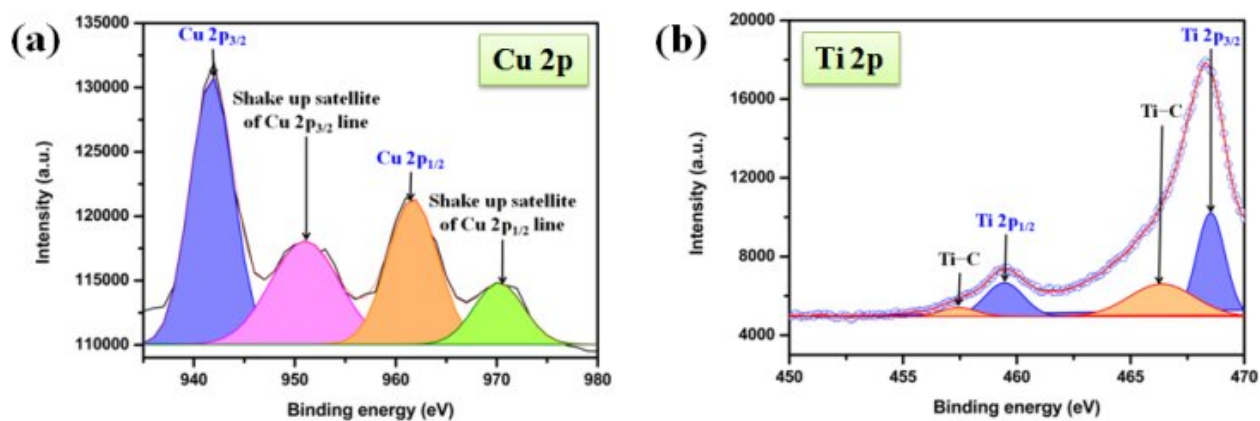 (a)
Cu 2p
Cu 2p3/2
Shake up satellite
of Cu 2p3/2 line
Cu 2p1/2
Shake up satellite
of Cu 2p1/2 line
135000
130000
125000
120000
115000
110000
Intensity (a.u.)
940 950 960 970 980
Binding energy (eV)
(b)
Ti 2p
Ti 2p3/2
Ti−C
Ti 2p1/2
Ti−C
20000
16000
12000
8000
4000
Intensity (a.u.)
450 455 460 465 470
Binding energy (eV)